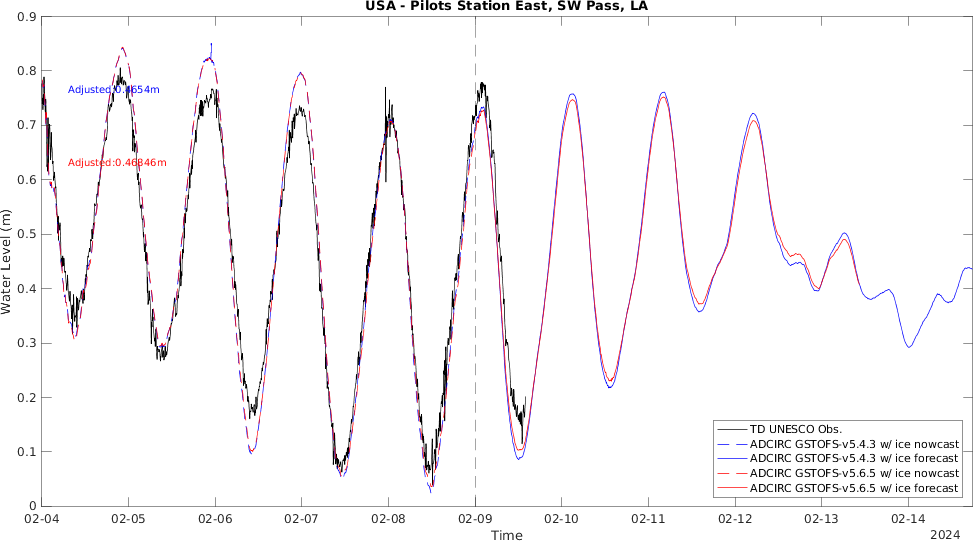 USA - Pilots Station East, SW Pass, LA
0.9
0.8
0.7
0.6
0.5
0.4
0.3
0.2
0.1
0
Water Level (m)
Adjusted:0.4654m
Adjusted:0.46846m
TD UNESCO Obs.
ADCIRC GSTOFS-v5.4.3 w/ ice nowcast
ADCIRC GSTOFS-v5.4.3 w/ ice forecast
ADCIRC GSTOFS-v5.6.5 w/ ice nowcast
ADCIRC GSTOFS-v5.6.5 w/ ice forecast
02-04 02-05 02-06 02-07 02-08 02-09 02-10 02-11 02-12 02-13 02-14
Time
2024